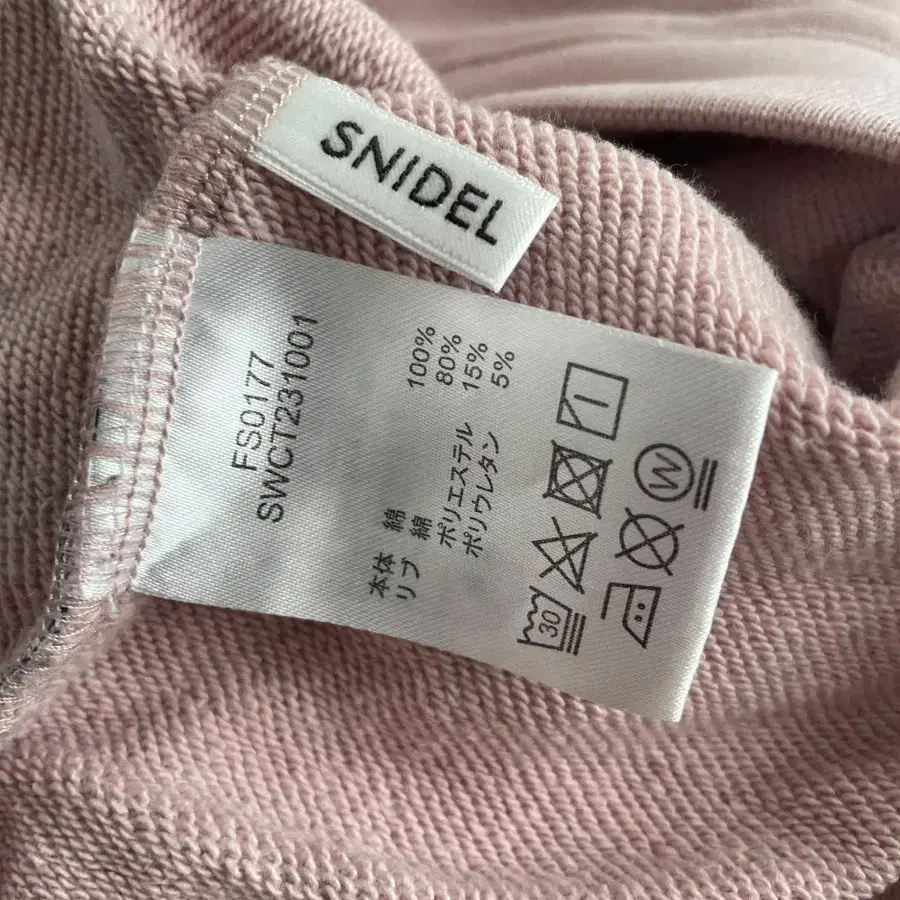 SNIDEL
FS0177
SWCT231001
本体 綿 100%
リブ 綿 80%
ポリエステル 15%
ポリウレタン 5%
30
W